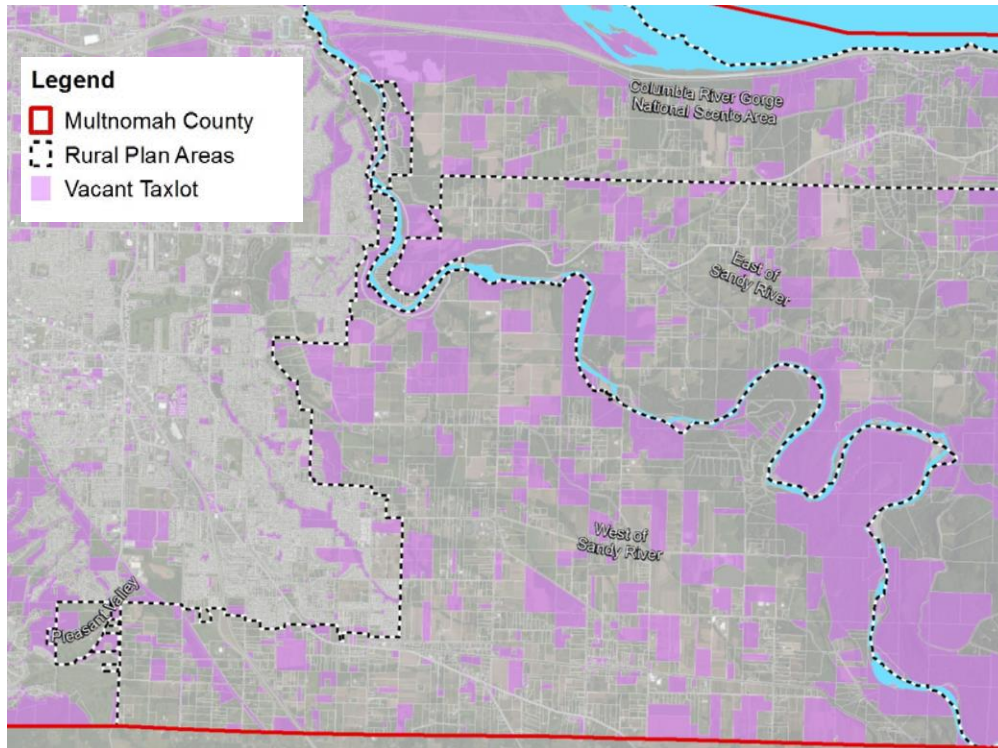 Legend
Multnomah County
Rural Plan Areas
Vacant Taxlot
Columbia River Gorge
National Scenic Area
East of
Sandy River
West of
Sandy River
Pleasant Valley